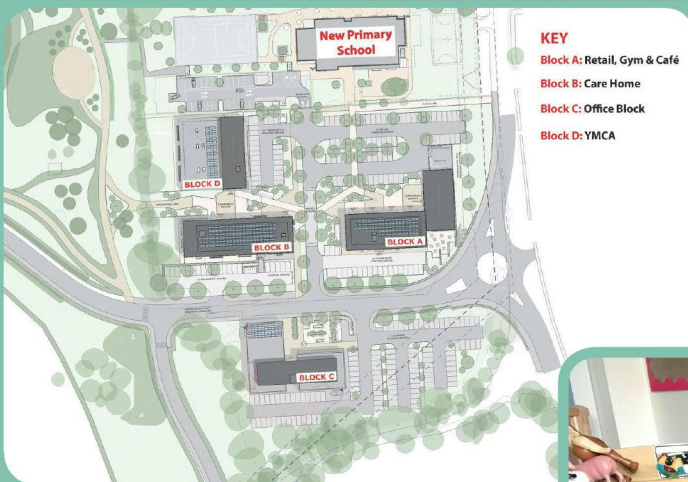 New Primary
School
KEY
Block A: Retail, Gym & Café
Block B: Care Home
Block C: Office Block
Block D: YMCA
BLOCK D
BLOCK B
BLOCK A
BLOCK C